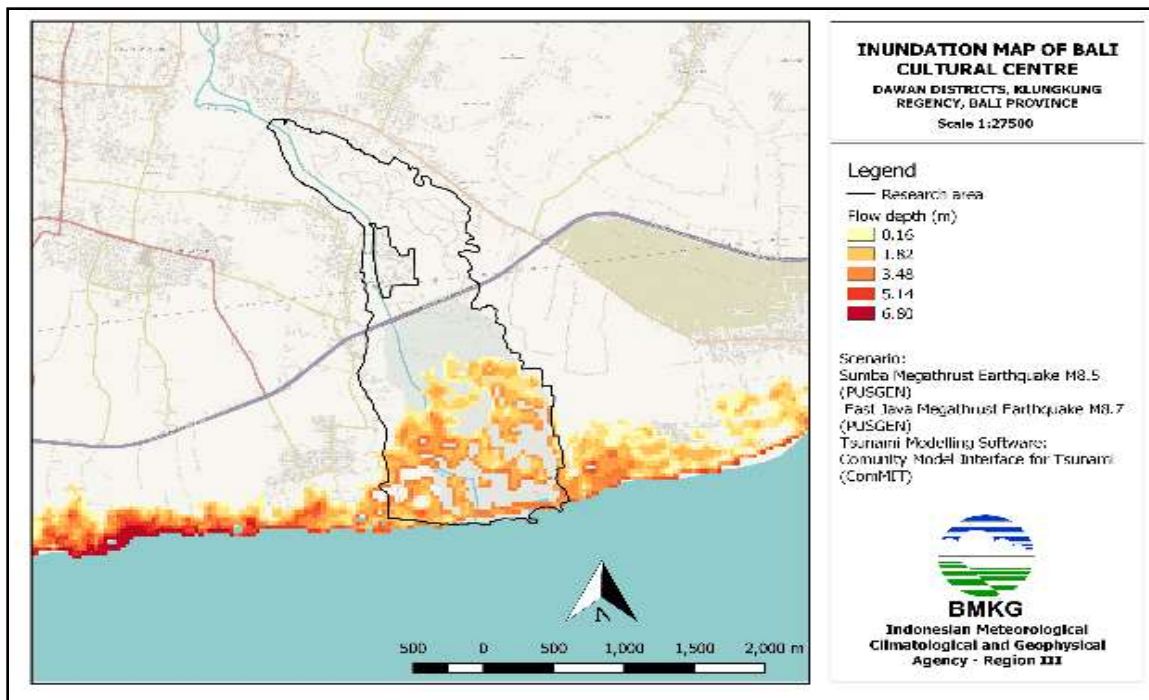 INUNDATION MAP OF BALI
CULTURAL CENTRE
DAWAN DISTRICTS, KLUNGKUNG
REGENCY, BALI PROVINCE
Scale 1:27500
Legend
Research area
Flow depth (m)
0.16
1.82
3.48
5.14
6.80
Scenario:
Sumba Megathrust Earthquake M8.5
(PUSGEN)
East Java Megathrust Earthquake M8.7
(PUSGEN)
Tsunami Modelling Software:
Comunity Model Interface for Tsunami
(ComMIT)
BMKG
Indonesian Meteorological
Climatological and Geophysical
Agency - Region III
N
500 0 500 1,000 1,500 2,000 m